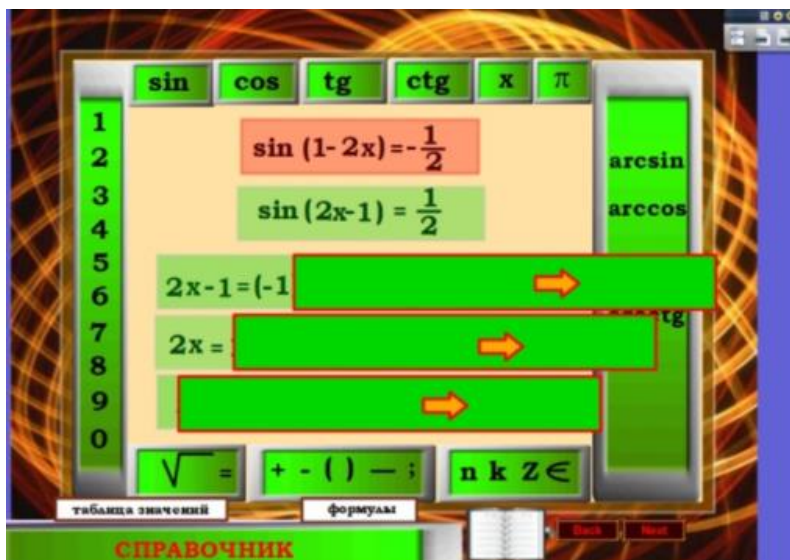 sin cos tg ctg x π
1
2
3
4
5
6
7
8
9
0
sin (1-2x)=-1/2
sin (2x-1) = 1/2
2x-1=(-1
2x =
arcsin
arccos
√ =
+ - ( ) — ;
n k Z ∈
таблица значений
формулы
СПРАВОЧНИК
Back Next